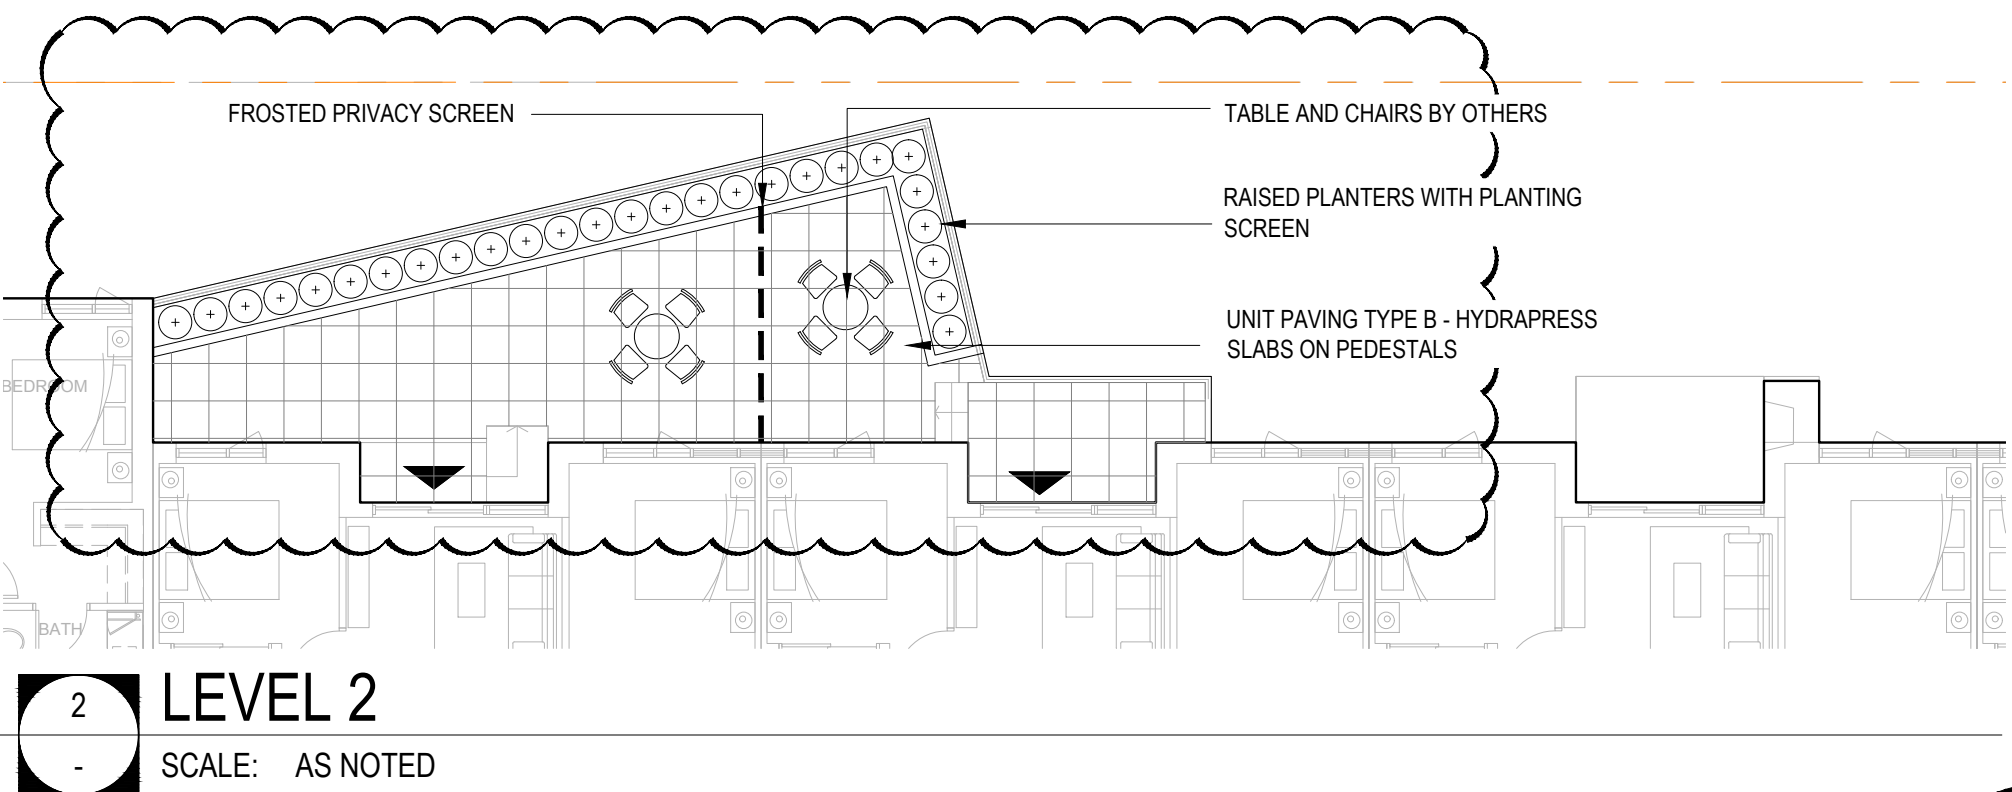 FROSTED PRIVACY SCREEN
TABLE AND CHAIRS BY OTHERS
RAISED PLANTERS WITH PLANTING
SCREEN
UNIT PAVING TYPE B - HYDRAPRESS
SLABS ON PEDESTALS
BEDROOM
BATH
2
-
LEVEL 2
SCALE: AS NOTED